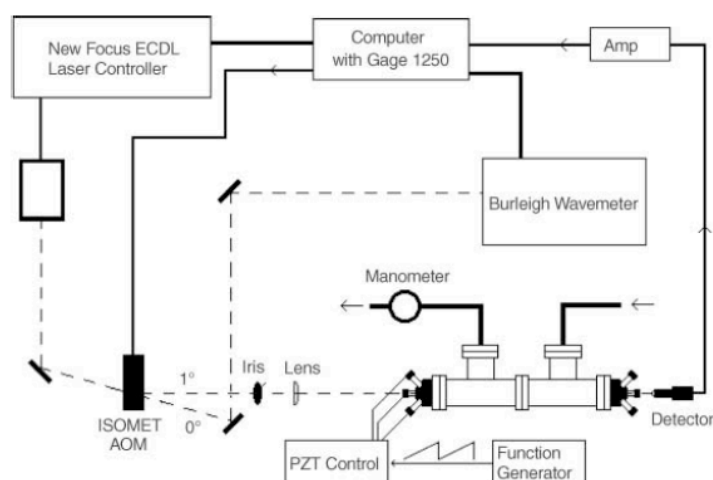 New Focus ECDL
Laser Controller
Computer
with Gage 1250
Amp
Burleigh Wavemeter
Manometer
Iris
Lens
1°
0°
ISOMET
AOM
Detector
PZT Control
Function
Generator